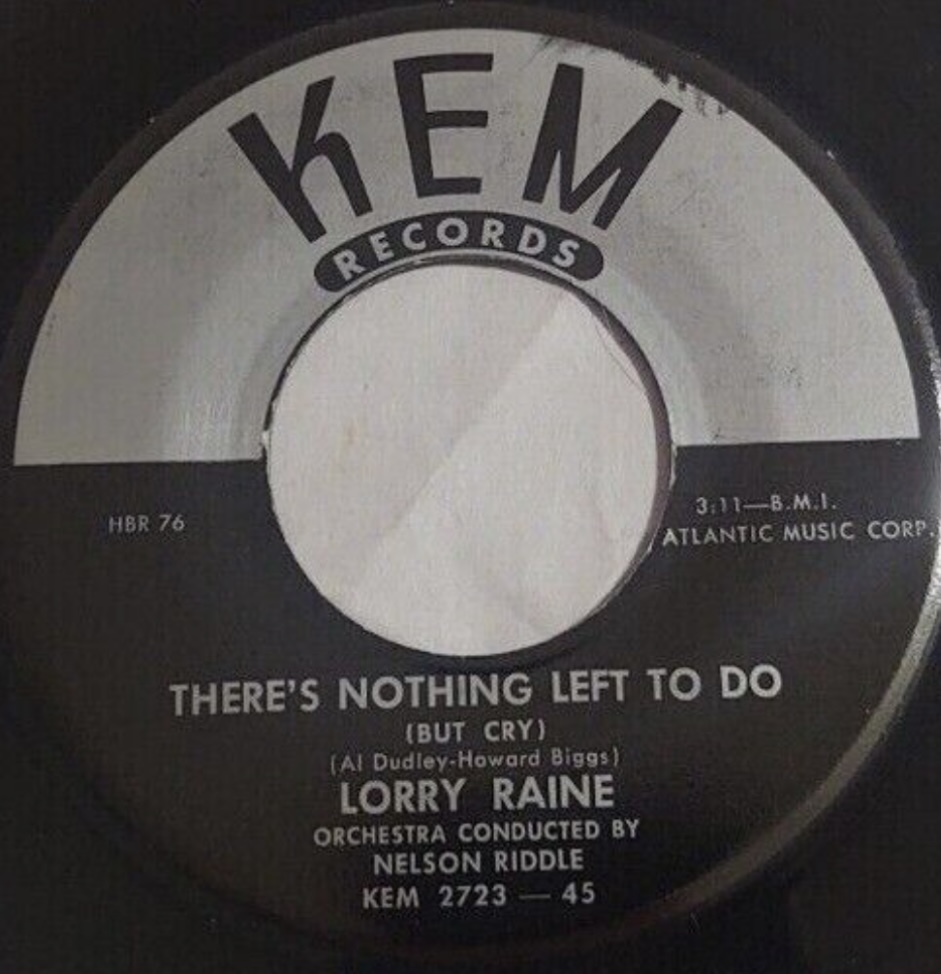 KEM
RECORDS
HBR 76
3:11—B.M.I.
ATLANTIC MUSIC CORP.
THERE'S NOTHING LEFT TO DO
(BUT CRY)
(Al Dudley-Howard Biggs)
LORRY RAINE
ORCHESTRA CONDUCTED BY
NELSON RIDDLE
KEM 2723 — 45